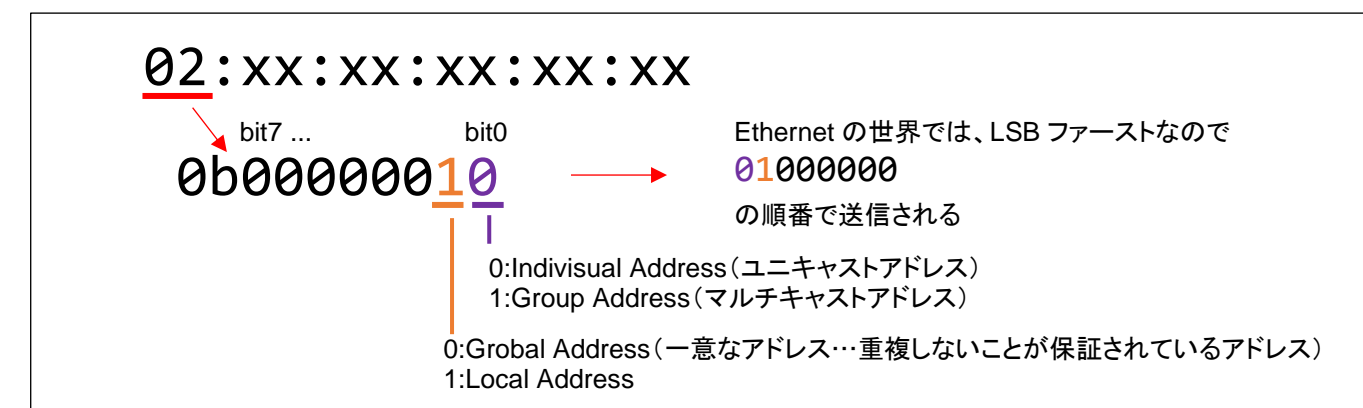 02:xx:xx:xx:xx:xx
bit7 ... bit0
0b00000010
Ethernet の世界では、LSB ファーストなので
01000000
の順番で送信される
0:Indivisual Address（ユニキャストアドレス）
1:Group Address（マルチキャストアドレス）
0:Grobal Address（一意なアドレス…重複しないことが保証されているアドレス）
1:Local Address